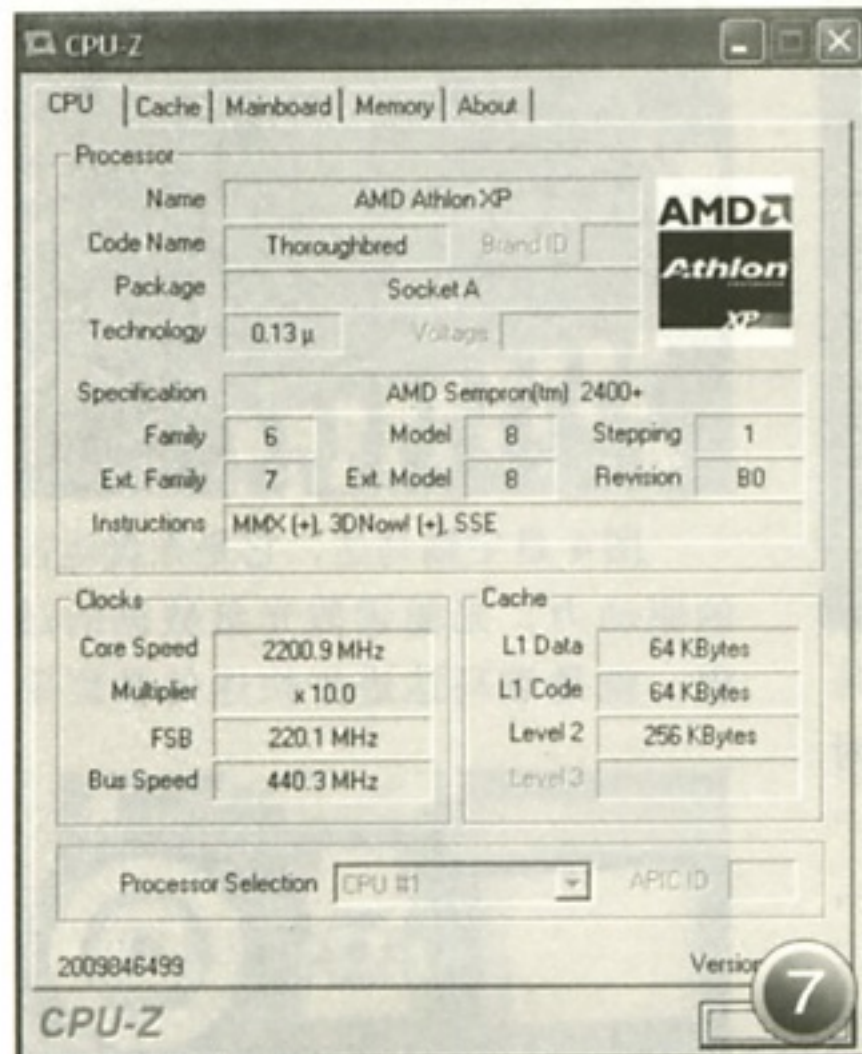 CPU-Z
CPU Cache Mainboard Memory About
Processor
Name AMD Athlon XP
Code Name Thoroughbred Brand ID
Package Socket A
Technology 0.13 µ Voltage
AMD
Athlon
XP
Specification AMD Sempron(tm) 2400+
Family 6 Model 8 Stepping 1
Ext. Family 7 Ext. Model 8 Revision B0
Instructions MMX (+), 3DNow! (+), SSE
Clocks
Core Speed 2200.9 MHz
Multiplier x 10.0
FSB 220.1 MHz
Bus Speed 440.3 MHz
Cache
L1 Data 64 KBytes
L1 Code 64 KBytes
Level 2 256 KBytes
Level 3
Processor Selection CPU #1 APIC ID
2009846499
CPU-Z
7